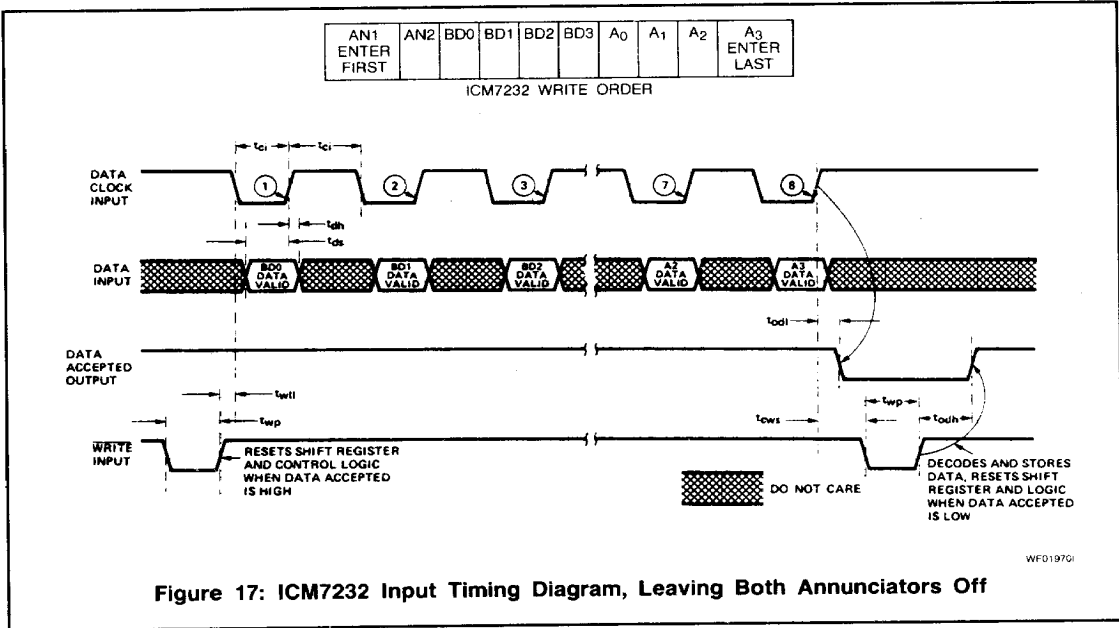 AN1 ENTER FIRST AN2 BD0 BD1 BD2 BD3 A0 A1 A2 A3 ENTER LAST
ICM7232 WRITE ORDER
tci tci
DATA CLOCK INPUT
1 2 3 7 8
tdh
tds
DATA INPUT
BD0 DATA VALID
BD1 DATA VALID
BD2 DATA VALID
A2 DATA VALID
A3 DATA VALID
todl
DATA ACCEPTED OUTPUT
twll
twp
tcws
twp
todh
WRITE INPUT
RESETS SHIFT REGISTER
AND CONTROL LOGIC
WHEN DATA ACCEPTED
IS HIGH
DO NOT CARE
DECODES AND STORES
DATA, RESETS SHIFT
REGISTER AND LOGIC
WHEN DATA ACCEPTED
IS LOW
WF01970I
Figure 17: ICM7232 Input Timing Diagram, Leaving Both Annunciators Off